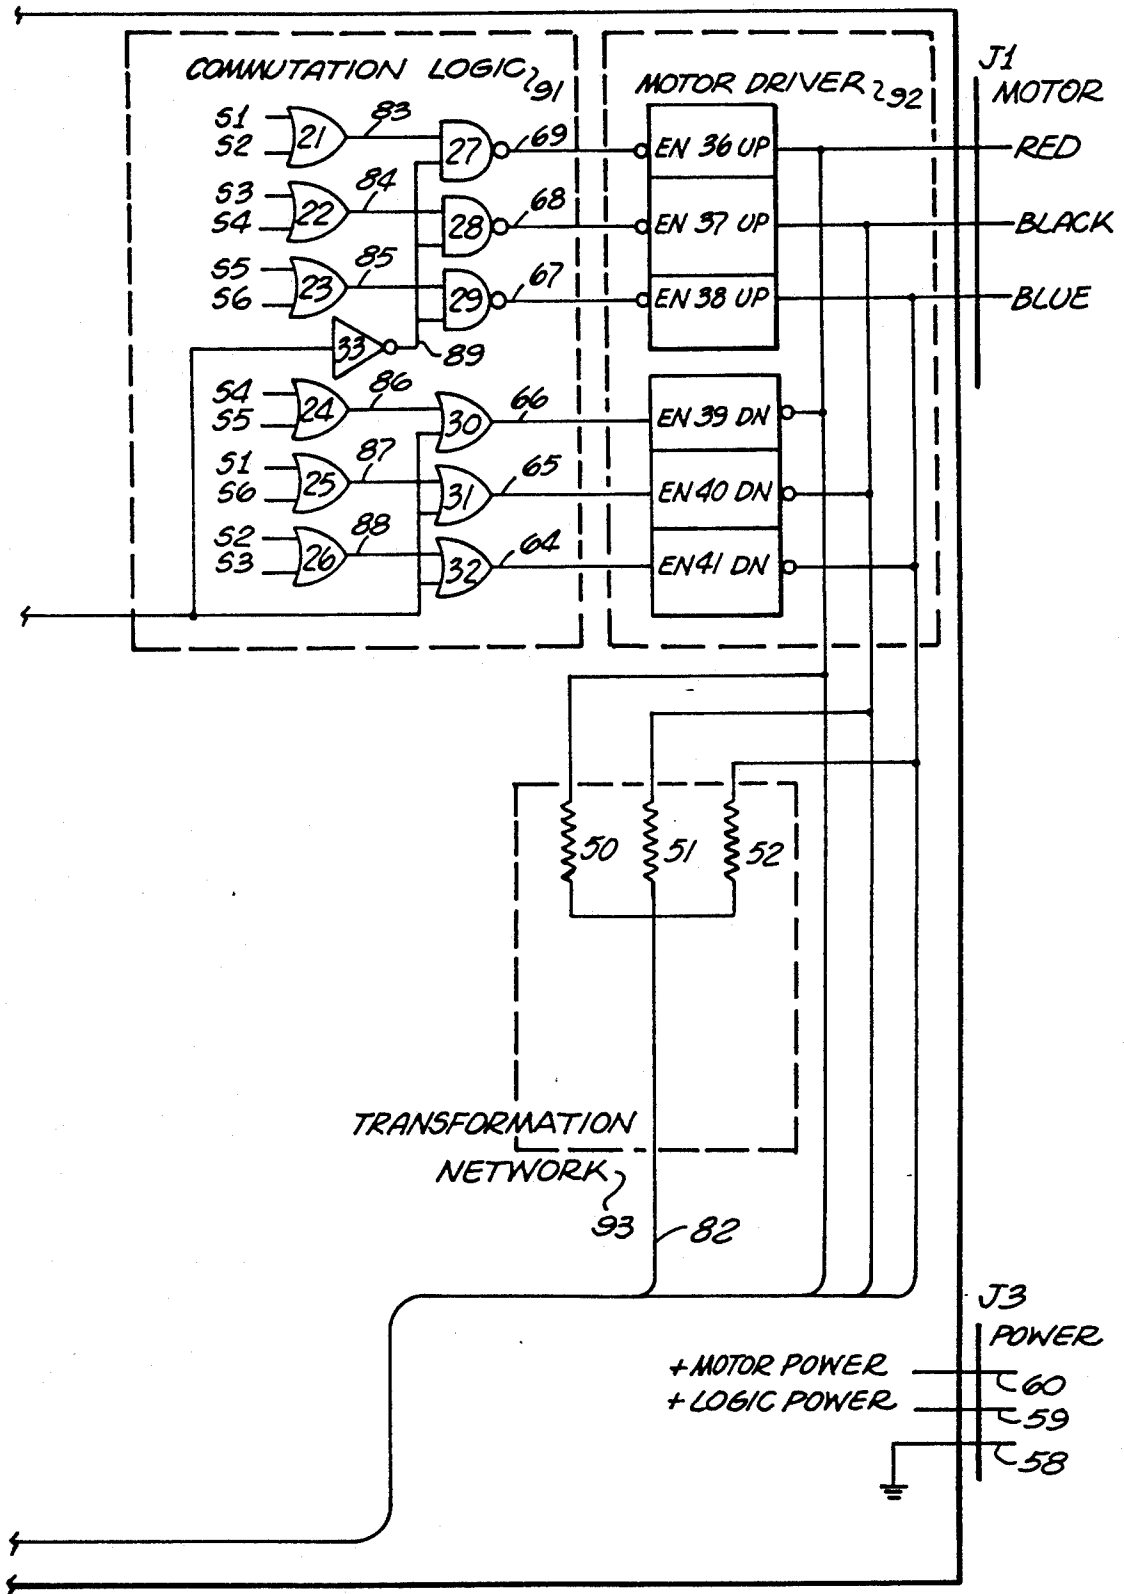 COMMUTATION LOGIC 91
MOTOR DRIVER 92
J1
MOTOR
S1
S2
21
83
27
69
EN 36 UP
RED
S3
S4
22
84
28
68
EN 37 UP
BLACK
S5
S6
23
85
29
67
EN 38 UP
BLUE
33
89
S4
S5
24
86
30
66
EN 39 DN
S1
S6
25
87
31
65
EN 40 DN
S2
S3
26
88
32
64
EN 41 DN
50
51
52
TRANSFORMATION
NETWORK
93
82
J3
POWER
+MOTOR POWER
60
+LOGIC POWER
59
58